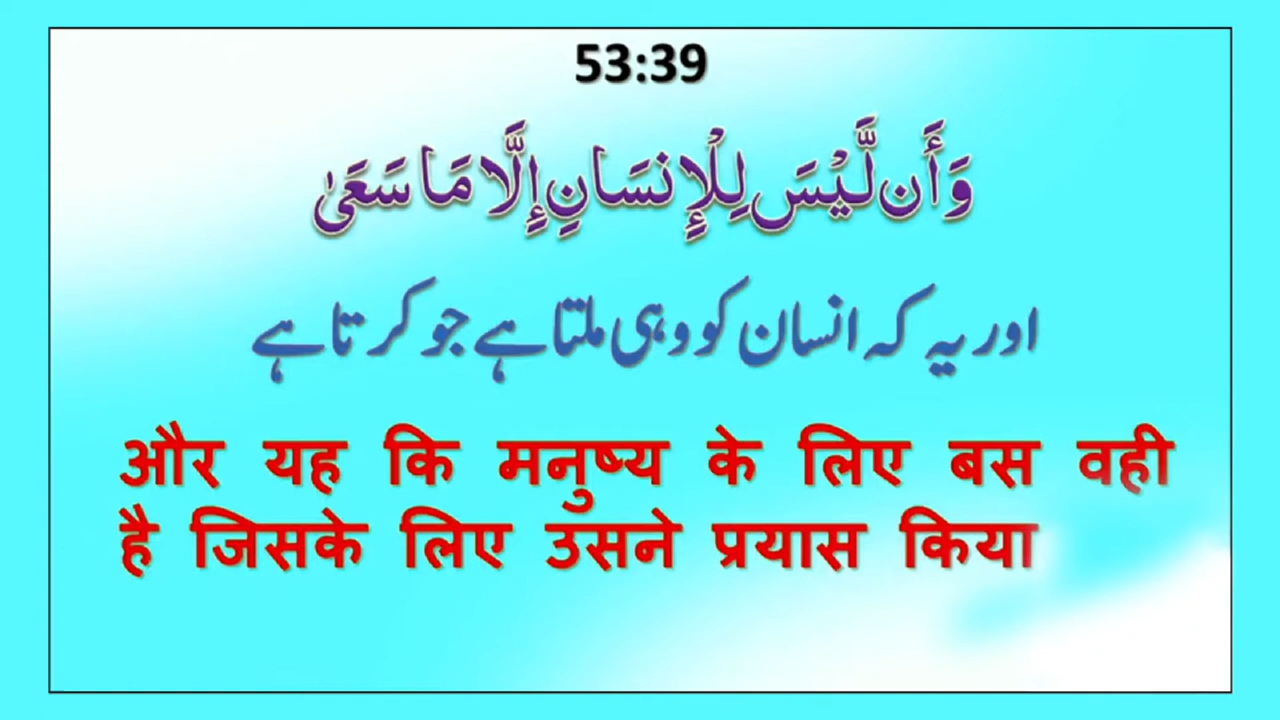 53:39
وَأَن لَّيْسَ لِلْإِنسَانِ إِلَّا مَا سَعَىٰ
اور یہ کہ انسان کو وہی ملتا ہے جو کرتا ہے
और यह कि मनुष्य के लिए बस वही
है जिसके लिए उसने प्रयास किया